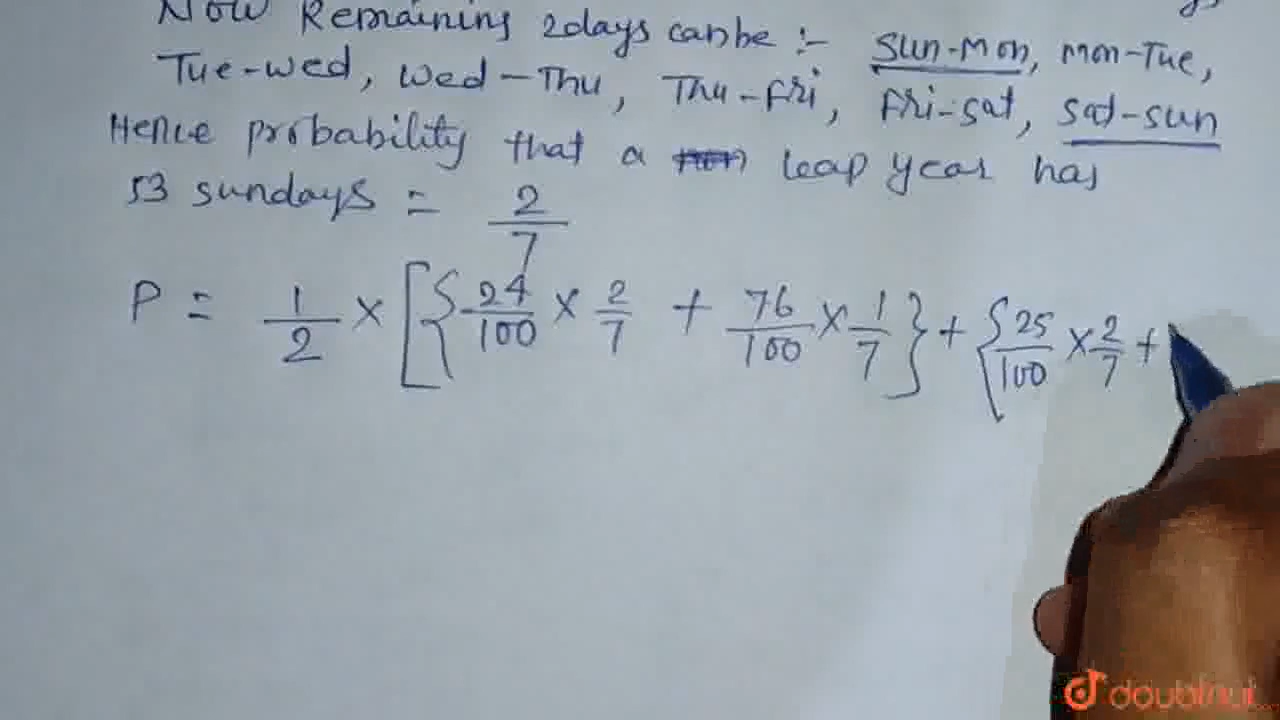 Now Remaining 2days can be :- Sun-Mon, Mon-Tue,
Tue-Wed, Wed-Thu, Thu-Fri, Fri-Sat, Sat-Sun
Hence probability that a leap year has
53 sundays = 2/7
P = 1/2 × [{24/100 × 2/7 + 76/100 × 1/7} + {25/100 × 2/7 +
doubtnut